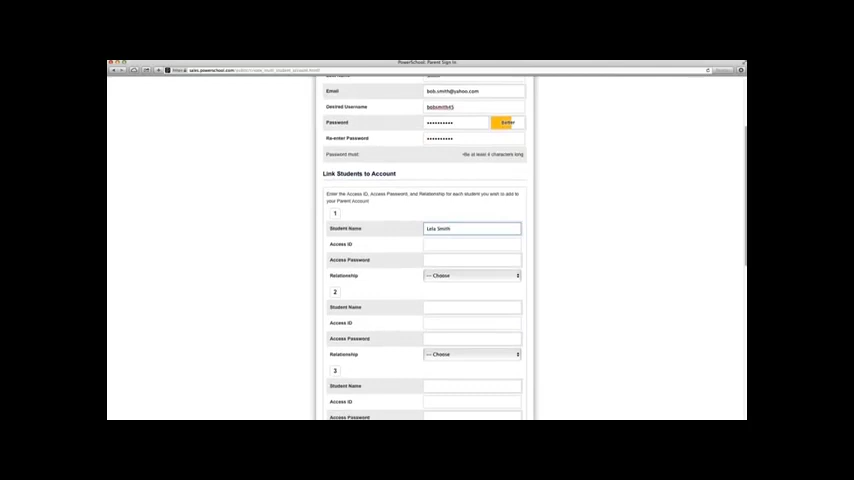 PowerSchool: Parent Sign In
Email bob.smith@yahoo.com
Desired Username bobsmith45
Password ••••••••••
Re-enter Password ••••••••••
Password must: •Be at least 6 characters long
Link Students to Account
Enter the Access ID, Access Password, and Relationship for each student you wish to add to
your Parent Account
1
Student Name Lela Smith
Access ID
Access Password
Relationship -- Choose
2
Student Name
Access ID
Access Password
Relationship -- Choose
3
Student Name
Access ID
Access Password